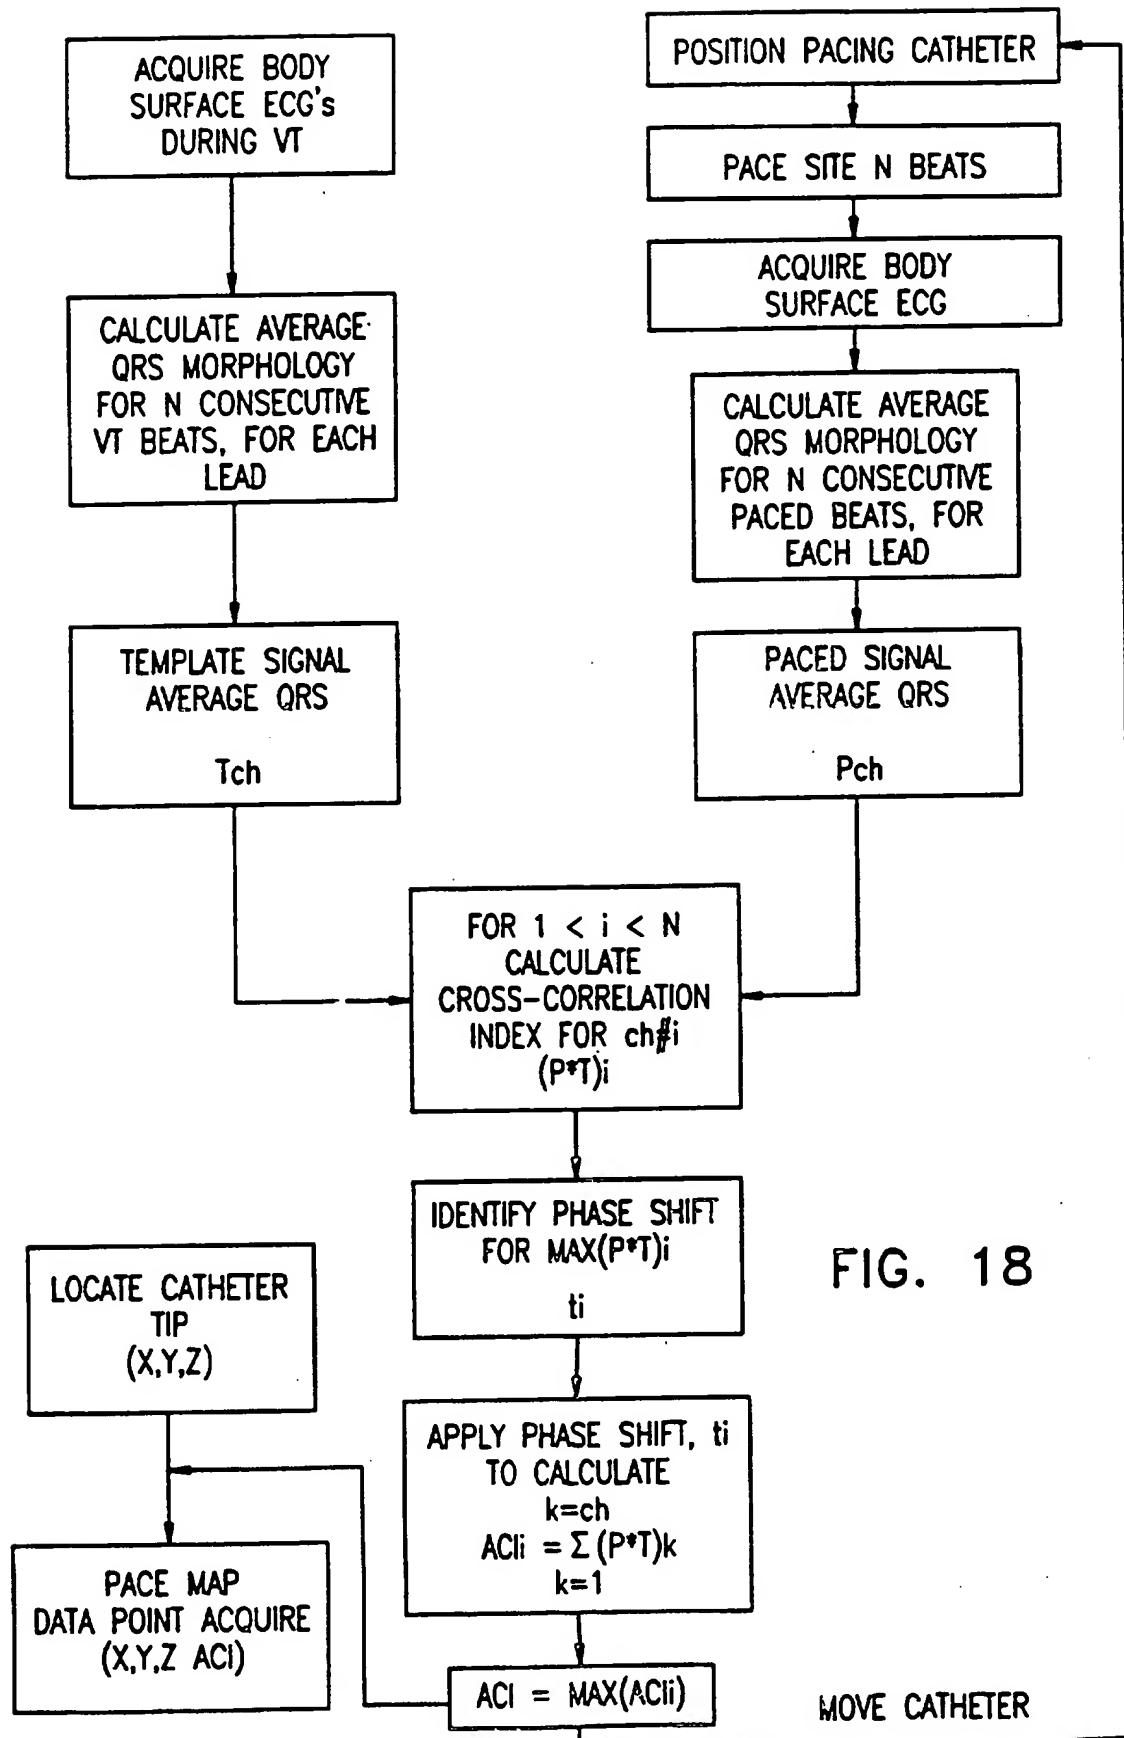 ACQUIRE BODY
SURFACE ECG's
DURING VT
CALCULATE AVERAGE
QRS MORPHOLOGY
FOR N CONSECUTIVE
VT BEATS, FOR EACH
LEAD
TEMPLATE SIGNAL
AVERAGE QRS
Tch
POSITION PACING CATHETER
PACE SITE N BEATS
ACQUIRE BODY
SURFACE ECG
CALCULATE AVERAGE
QRS MORPHOLOGY
FOR N CONSECUTIVE
PACED BEATS, FOR
EACH LEAD
PACED SIGNAL
AVERAGE QRS
Pch
FOR 1 < i < N
CALCULATE
CROSS-CORRELATION
INDEX FOR ch#i
(P*T)i
IDENTIFY PHASE SHIFT
FOR MAX(P*T)i
ti
APPLY PHASE SHIFT, ti
TO CALCULATE
k=ch
ACIi = Σ (P*T)k
k=1
ACI = MAX(ACIi)
LOCATE CATHETER
TIP
(X,Y,Z)
PACE MAP
DATA POINT ACQUIRE
(X,Y,Z ACI)
FIG. 18
MOVE CATHETER